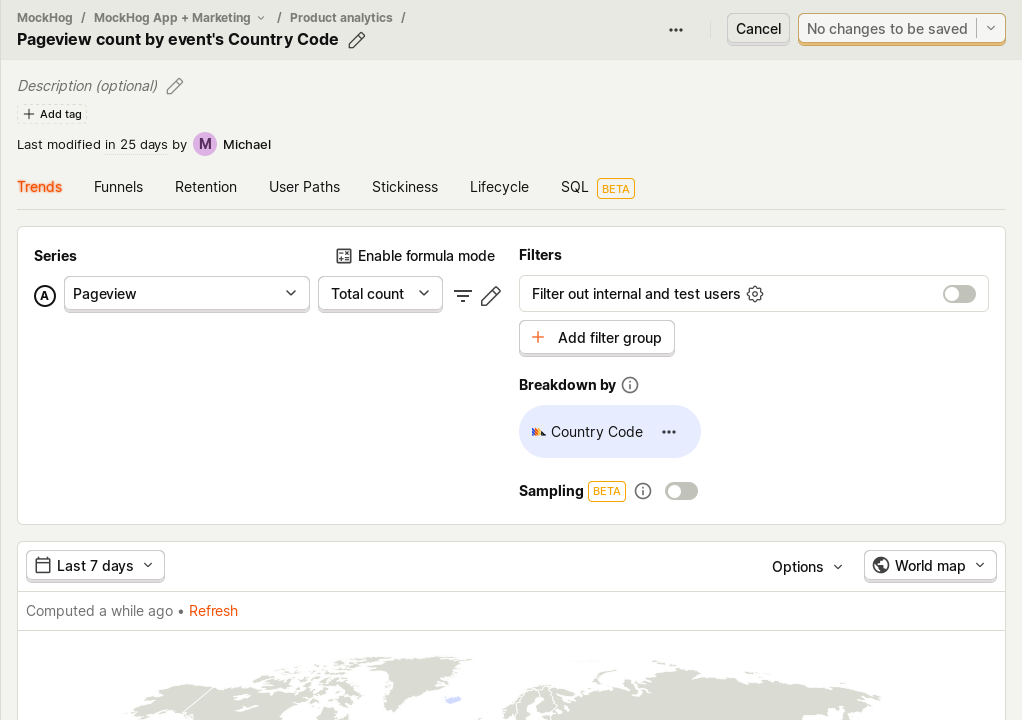 MockHog / MockHog App + Marketing / Product analytics /
Pageview count by event's Country Code
Cancel
No changes to be saved
Description (optional)
Add tag
Last modified in 25 days by M Michael
Trends Funnels Retention User Paths Stickiness Lifecycle SQL BETA
Series
Enable formula mode
A Pageview Total count
Filters
Filter out internal and test users
+ Add filter group
Breakdown by
Country Code
Sampling BETA
Last 7 days
Options
World map
Computed a while ago • Refresh